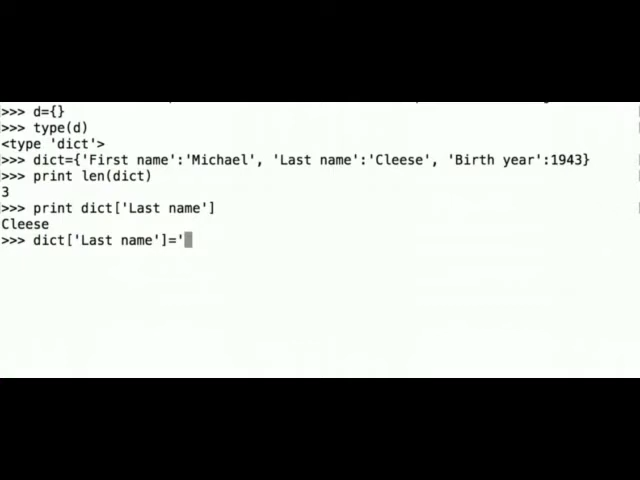 >>> d={}
>>> type(d)
<type 'dict'>
>>> dict={'First name':'Michael', 'Last name':'Cleese', 'Birth year':1943}
>>> print len(dict)
3
>>> print dict['Last name']
Cleese
>>> dict['Last name']='